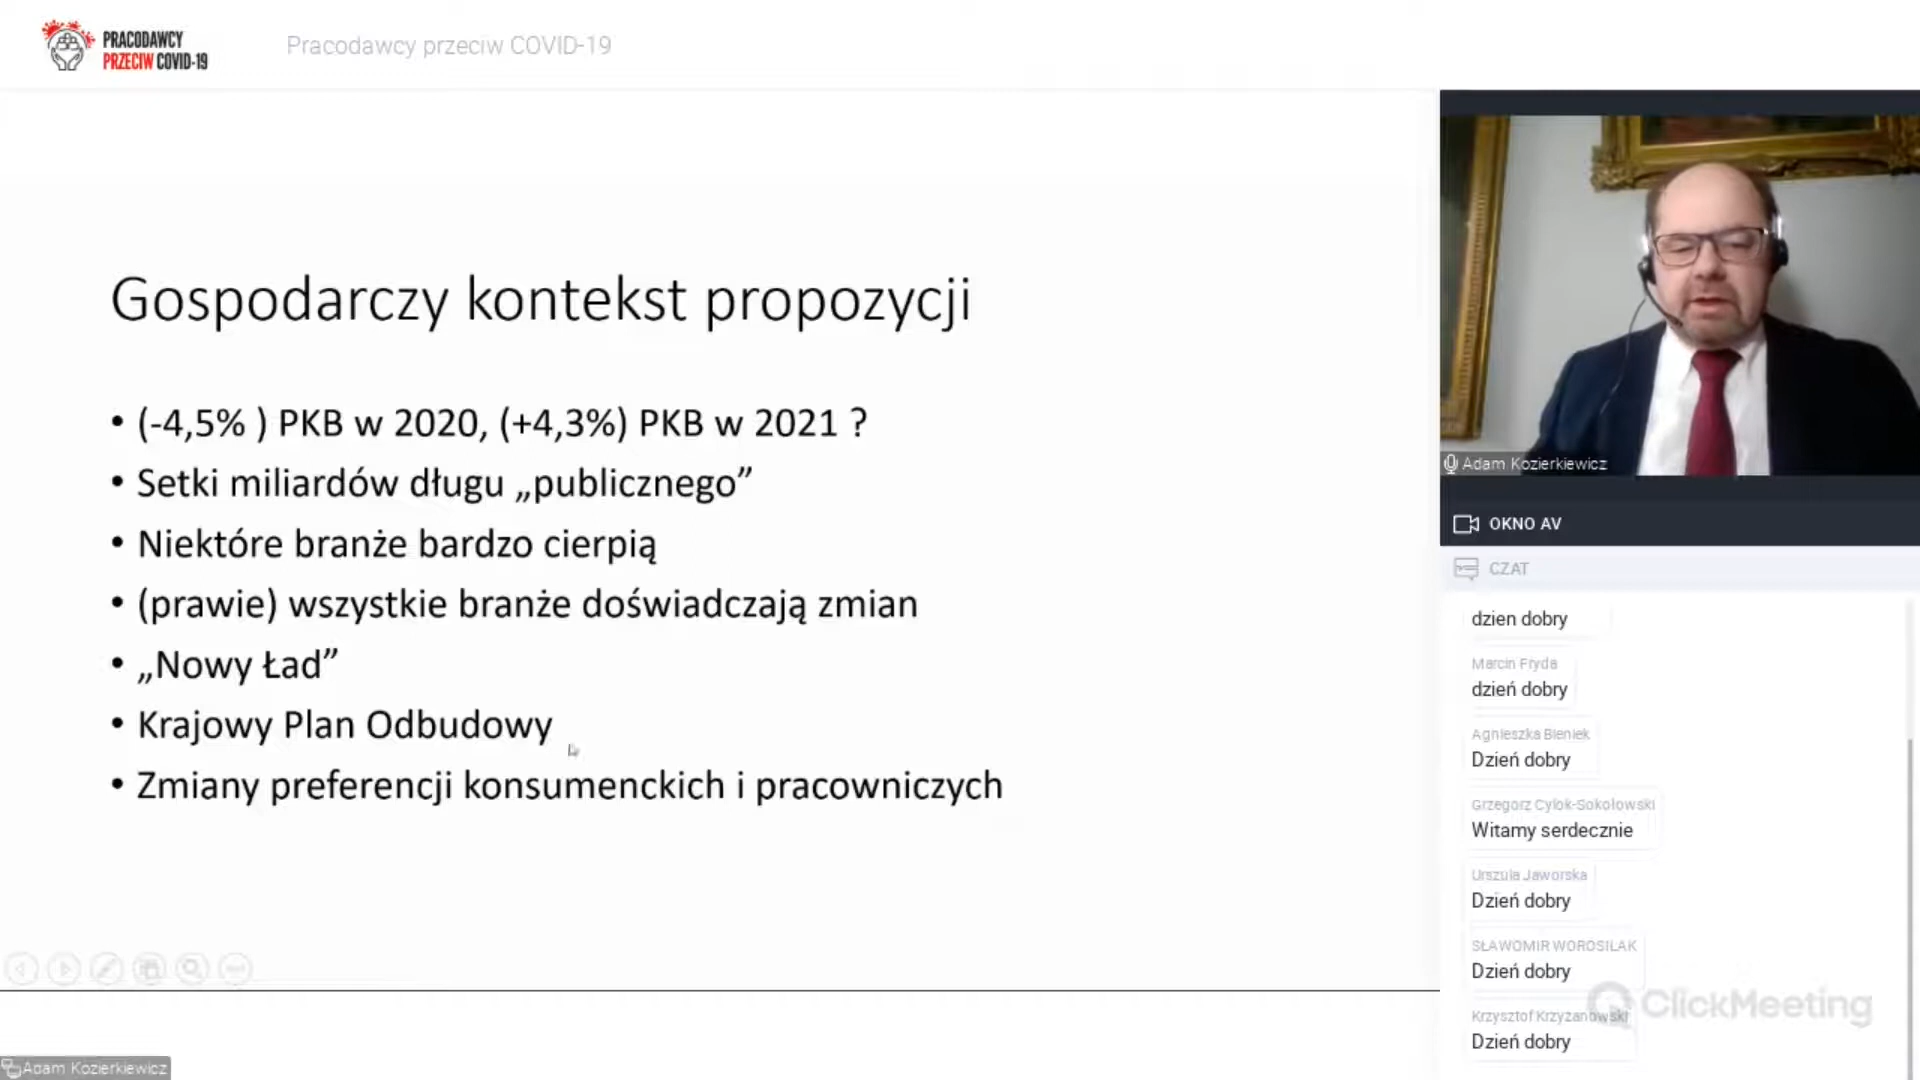 PRACODAWCY
PRZECIW COVID-19
Pracodawcy przeciw COVID-19
Gospodarczy kontekst propozycji
• (-4,5% ) PKB w 2020, (+4,3%) PKB w 2021 ?
• Setki miliardów długu „publicznego”
• Niektóre branże bardzo cierpią
• (prawie) wszystkie branże doświadczają zmian
• „Nowy Ład”
• Krajowy Plan Odbudowy
• Zmiany preferencji konsumenckich i pracowniczych
Adam Kozierkiewicz
Adam Kozierkiewicz
OKNO AV
CZAT
dzien dobry
Marcin Fryda
dzień dobry
Agnieszka Bieniek
Dzień dobry
Grzegorz Cylok-Sokołowski
Witamy serdecznie
Urszula Jaworska
Dzień dobry
SŁAWOMIR WOROSILAK
Dzień dobry
Krzysztof Krzyżanowski
Dzień dobry
ClickMeeting